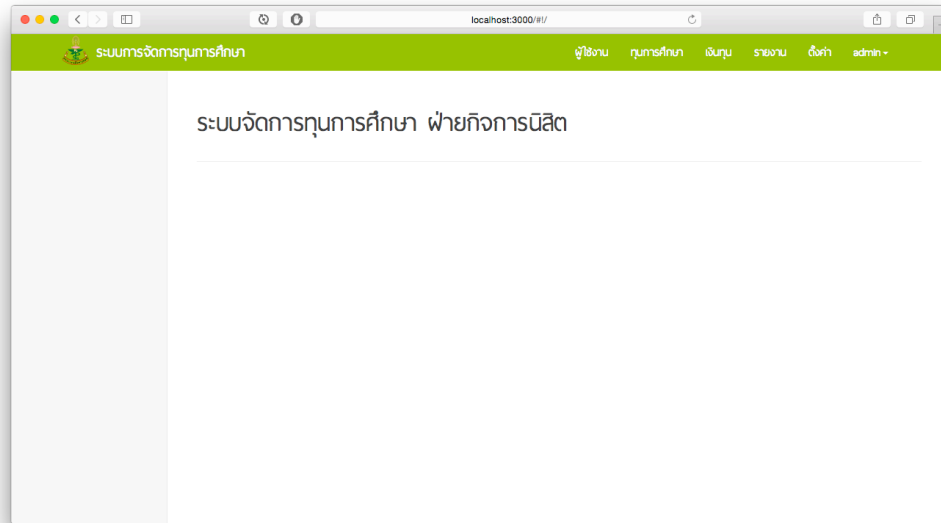 localhost:3000/#!/
ระบบการจัดการทุนการศึกษา ผู้ใช้งาน ทุนการศึกษา เงินทุน รายงาน ตั้งค่า admin
ระบบจัดการทุนการศึกษา ฝ่ายกิจการนิสิต